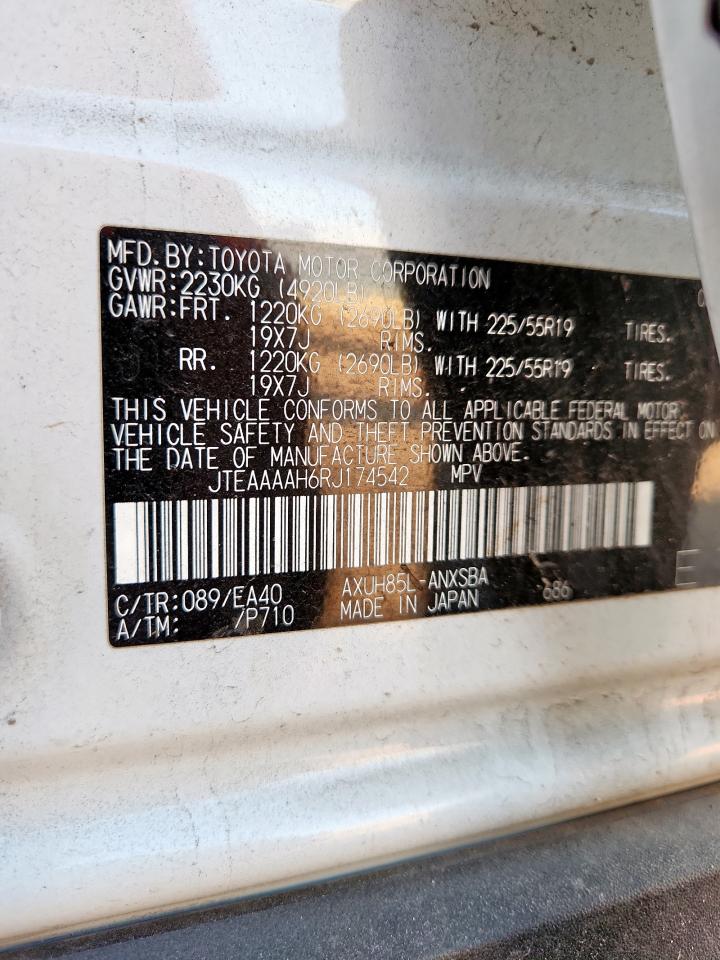 MFD. BY: TOYOTA MOTOR CORPORATION
GVWR: 2230KG (4920LB)
GAWR: FRT. 1220KG (2690LB) WITH 225/55R19 TIRES.
19X7J RIMS.
RR. 1220KG (2690LB) WITH 225/55R19 TIRES.
19X7J RIMS.
THIS VEHICLE CONFORMS TO ALL APPLICABLE FEDERAL MOTOR
VEHICLE SAFETY AND THEFT PREVENTION STANDARDS IN EFFECT ON
THE DATE OF MANUFACTURE SHOWN ABOVE.
JTEAAAAH6RJ174542 MPV
C/TR: 089/EA40 AXUH85L-ANXSBA 686
A/TM: /P710 MADE IN JAPAN